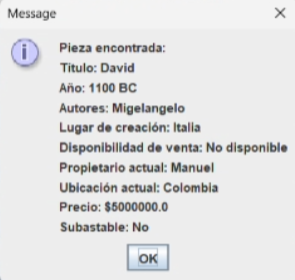 Message
Pieza encontrada:
Titulo: David
Año: 1100 BC
Autores: Migelangelo
Lugar de creación: Italia
Disponibilidad de venta: No disponible
Propietario actual: Manuel
Ubicación actual: Colombia
Precio: $5000000.0
Subastable: No
OK